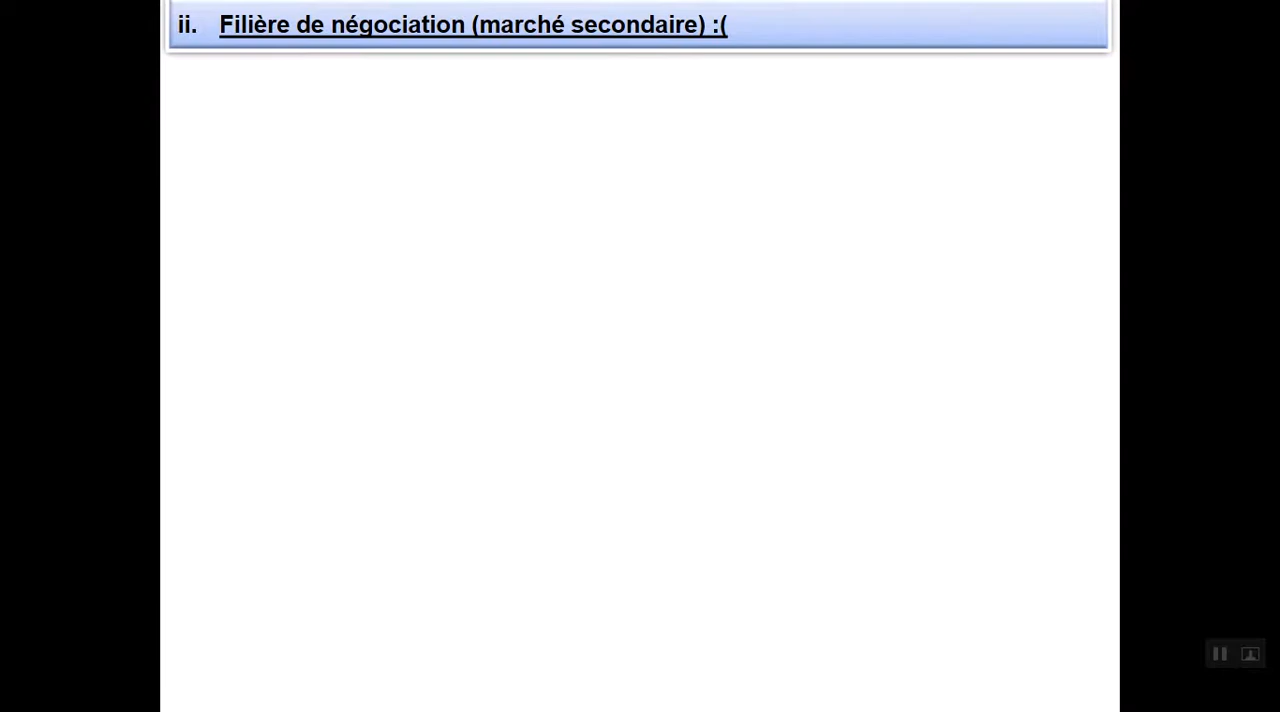 ii. Filière de négociation (marché secondaire) :(